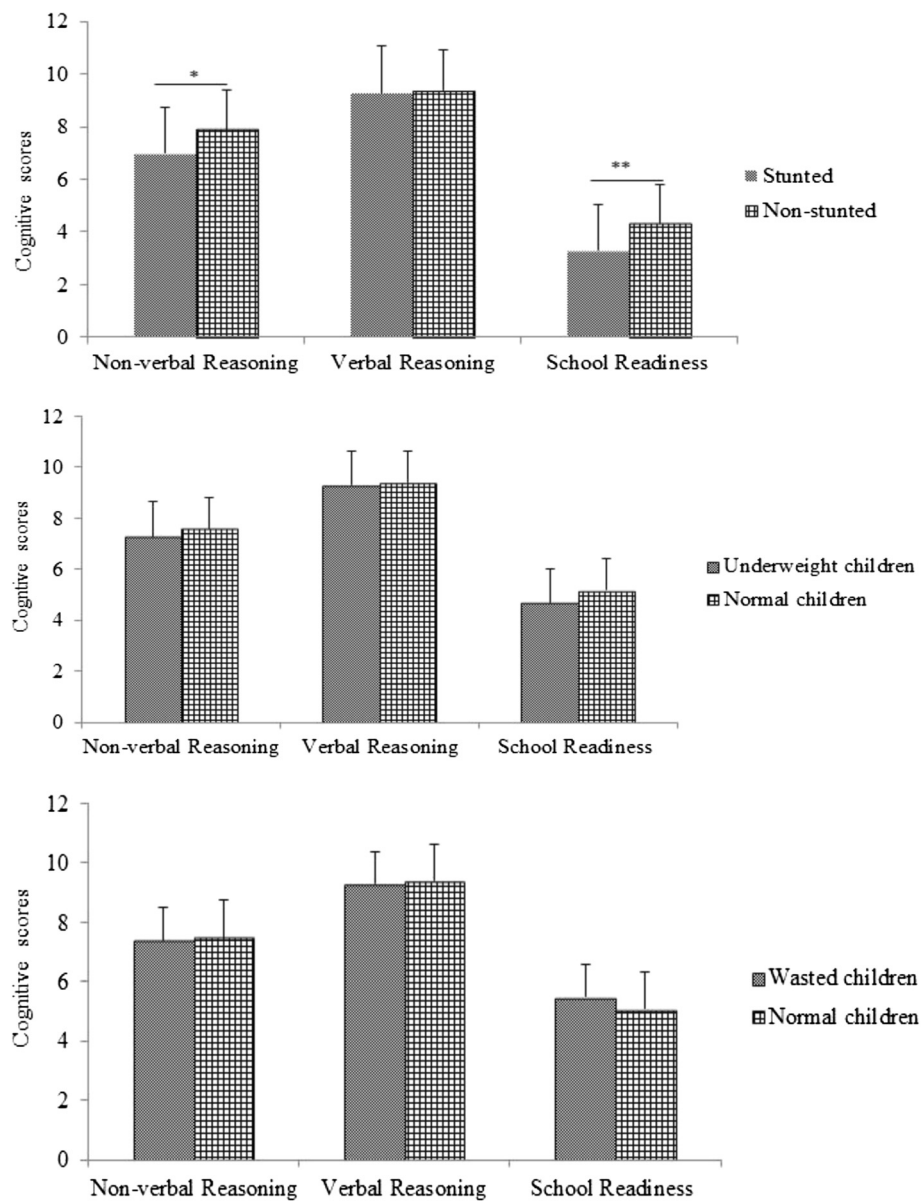 12
10
8
6
4
2
0
Cognitive scores
*
**
Stunted
Non-stunted
Non-verbal Reasoning
Verbal Reasoning
School Readiness
12
10
8
6
4
2
0
Cognitive scores
Underweight children
Normal children
Non-verbal Reasoning
Verbal Reasoning
School Readiness
12
10
8
6
4
2
0
Cognitive scores
Wasted children
Normal children
Non-verbal Reasoning
Verbal Reasoning
School Readiness